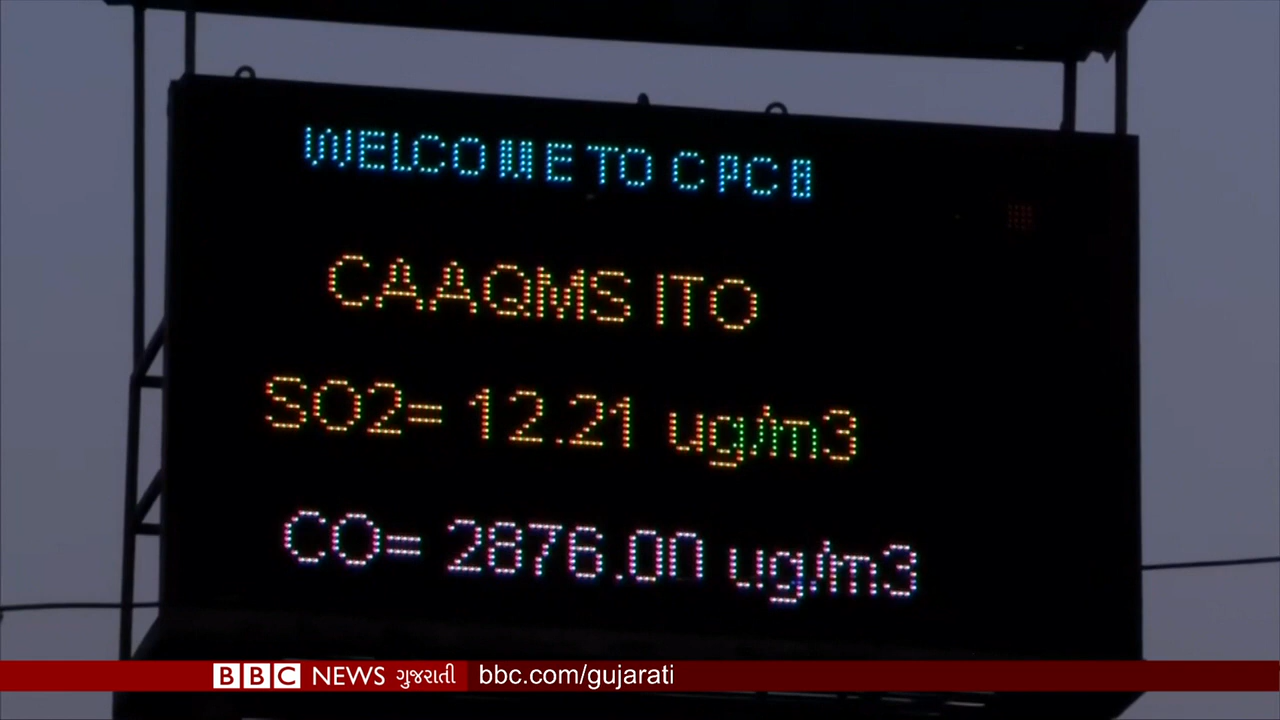 WELCOME TO CPCB
CAAQMS ITO
SO2= 12.21 ug/m3
CO= 2876.00 ug/m3
BBC NEWS ગુજરાતી bbc.com/gujarati